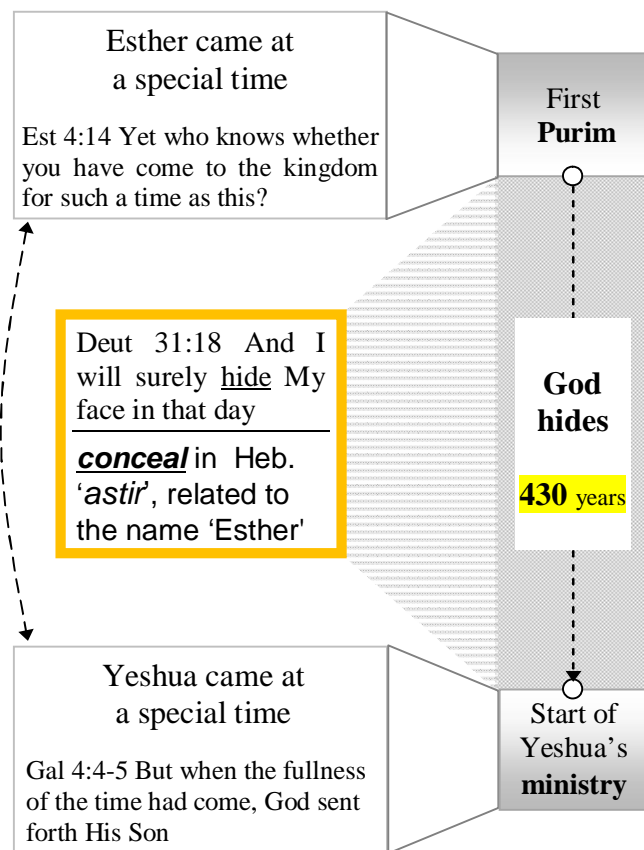 Esther came at
a special time
Est 4:14 Yet who knows whether
you have come to the kingdom
for such a time as this?
First
Purim
Deut 31:18 And I
will surely hide My
face in that day
conceal in Heb.
‘astir’, related to
the name ‘Esther'
God
hides
430 years
Yeshua came at
a special time
Gal 4:4-5 But when the fullness
of the time had come, God sent
forth His Son
Start of
Yeshua’s
ministry